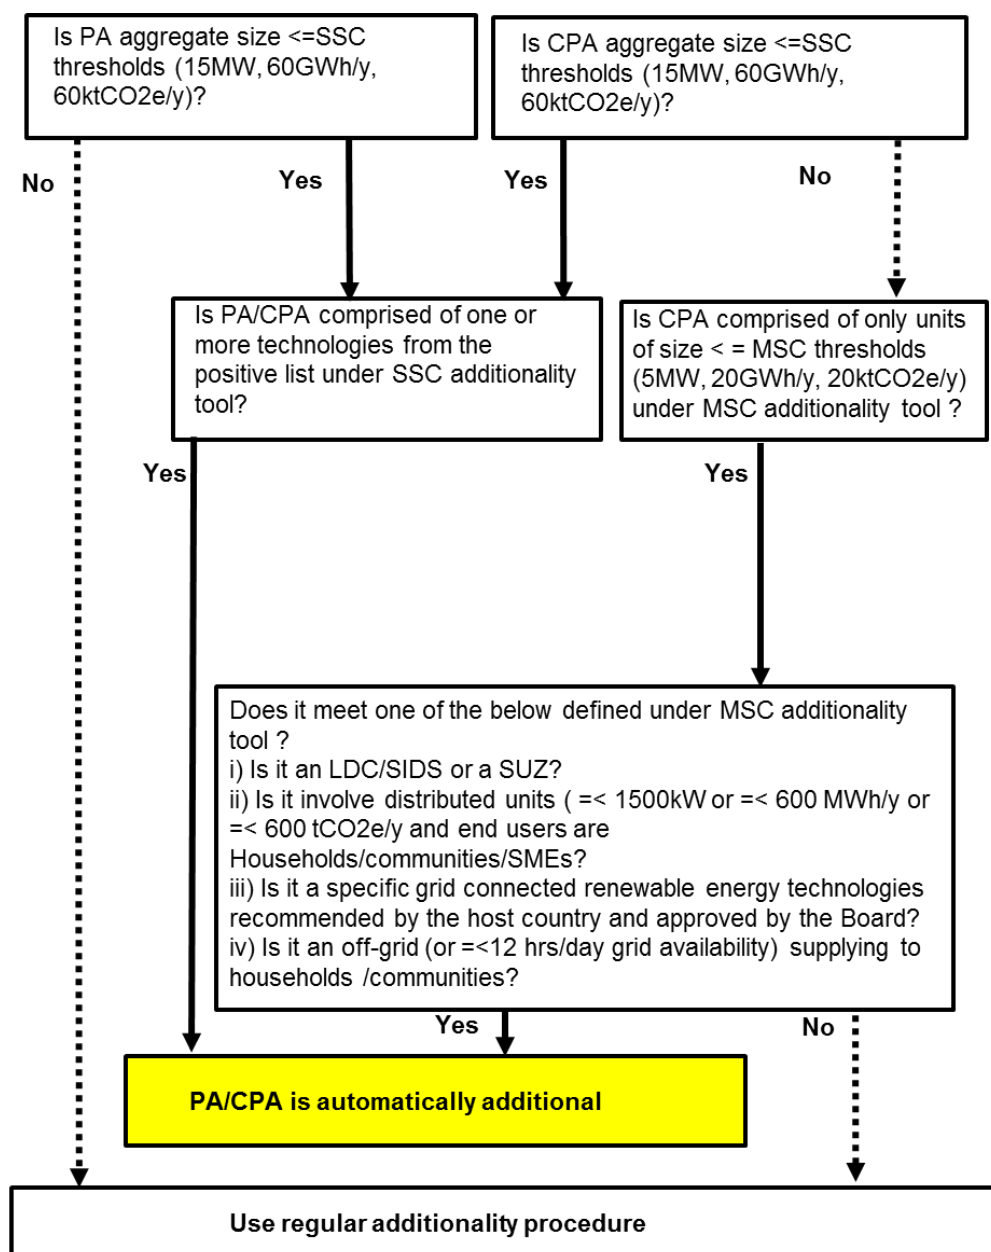 Is PA aggregate size <=SSC
thresholds (15MW, 60GWh/y,
60ktCO2e/y)?
Is CPA aggregate size <=SSC
thresholds (15MW, 60GWh/y,
60ktCO2e/y)?
No
Yes
Yes
No
Is PA/CPA comprised of one or
more technologies from the
positive list under SSC additionality
tool?
Is CPA comprised of only units
of size < = MSC thresholds
(5MW, 20GWh/y, 20ktCO2e/y)
under MSC additionality tool ?
Yes
Yes
Does it meet one of the below defined under MSC additionality
tool ?
i) Is it an LDC/SIDS or a SUZ?
ii) Is it involve distributed units ( =< 1500kW or =< 600 MWh/y or
=< 600 tCO2e/y and end users are
Households/communities/SMEs?
iii) Is it a specific grid connected renewable energy technologies
recommended by the host country and approved by the Board?
iv) Is it an off-grid (or =<12 hrs/day grid availability) supplying to
households /communities?
Yes
No
PA/CPA is automatically additional
Use regular additionality procedure